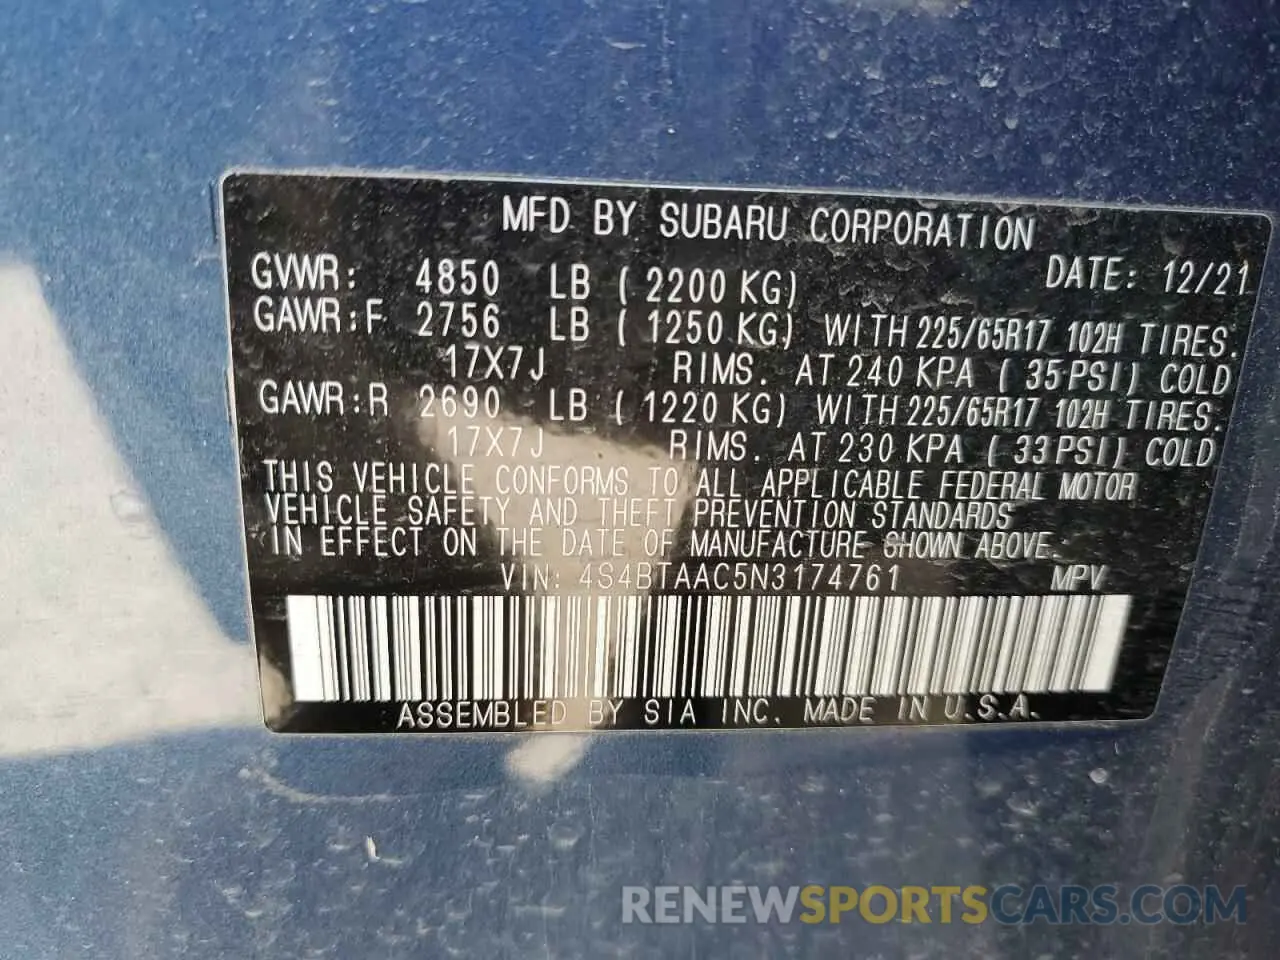 MFD BY SUBARU CORPORATION
GVWR: 4850 LB (2200 KG) DATE: 12/21
GAWR:F 2756 LB (1250 KG) WITH 225/65R17 102H TIRES.
17X7J RIMS. AT 240 KPA (35 PSI) COLD
GAWR:R 2690 LB (1220 KG) WITH 225/65R17 102H TIRES.
17X7J RIMS. AT 230 KPA (33 PSI) COLD
THIS VEHICLE CONFORMS TO ALL APPLICABLE FEDERAL MOTOR
VEHICLE SAFETY AND THEFT PREVENTION STANDARDS
IN EFFECT ON THE DATE OF MANUFACTURE SHOWN ABOVE.
VIN: 4S4BTAAC5N3174761 MPV
ASSEMBLED BY SIA INC. MADE IN U.S.A.
RENEWSPORTSCARS.COM